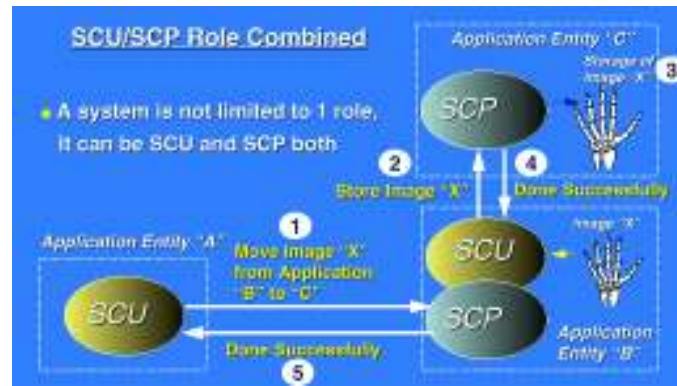 SCU/SCP Role Combined
A system is not limited to 1 role,
It can be SCU and SCP both
Application Entity "C"
Storage of
Image "X"
3
SCP
2
Store Image "X"
4
Done Successfully
Application Entity "A"
1
Move Image "X"
from Application
"B" to "C"
SCU
Done Successfully
5
SCU
Image "X"
SCP
Application
Entity "B"